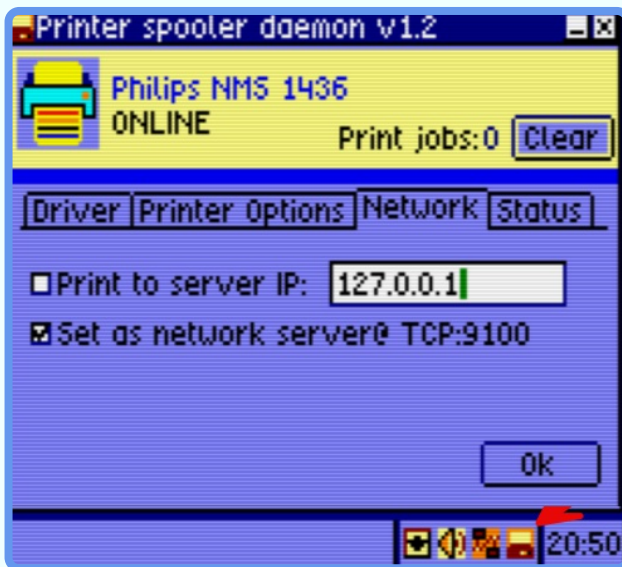 Printer spooler daemon v1.2
Philips NMS 1436
ONLINE
Print jobs:0 Clear
Driver Printer Options Network Status
Print to server IP: 127.0.0.1
Set as network server@ TCP:9100
Ok
20:50